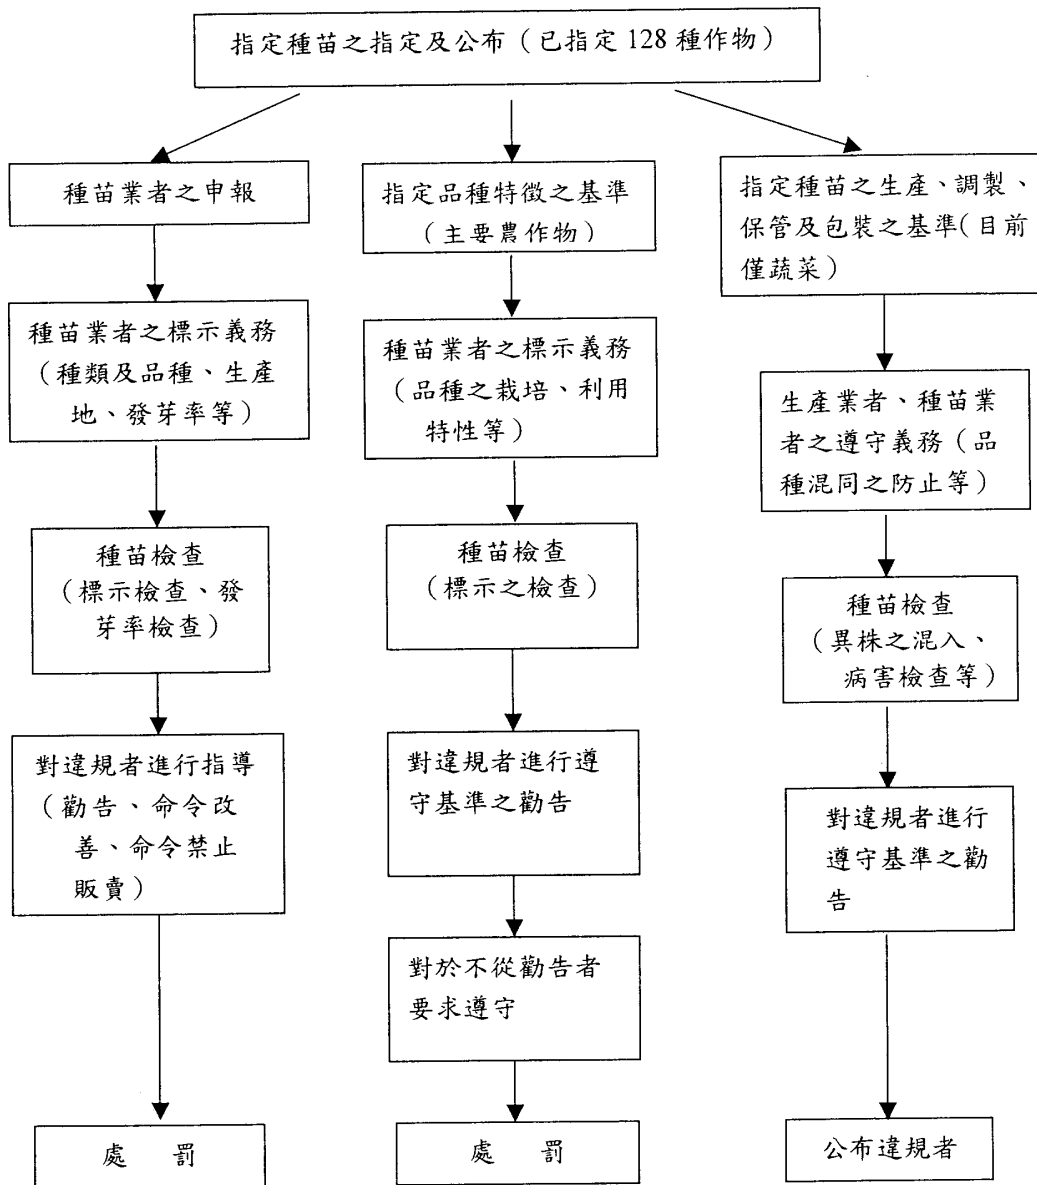 指定種苗之指定及公布（已指定 128 種作物）
種苗業者之申報
種苗業者之標示義務
（種類及品種、生產
地、發芽率等）
種苗檢查
（標示檢查、發
芽率檢查）
對違規者進行指導
（勸告、命令改
善、命令禁止
販賣）
處　罰
指定品種特徵之基準
（主要農作物）
種苗業者之標示義務
（品種之栽培、利用
特性等）
種苗檢查
（標示之檢查）
對違規者進行遵
守基準之勸告
對於不從勸告者
要求遵守
處　罰
指定種苗之生產、調製、
保管及包裝之基準（目前
僅蔬菜）
生產業者、種苗業
者之遵守義務（品
種混同之防止等）
種苗檢查
（異株之混入、
病害檢查等）
對違規者進行
遵守基準之勸
告
公布違規者